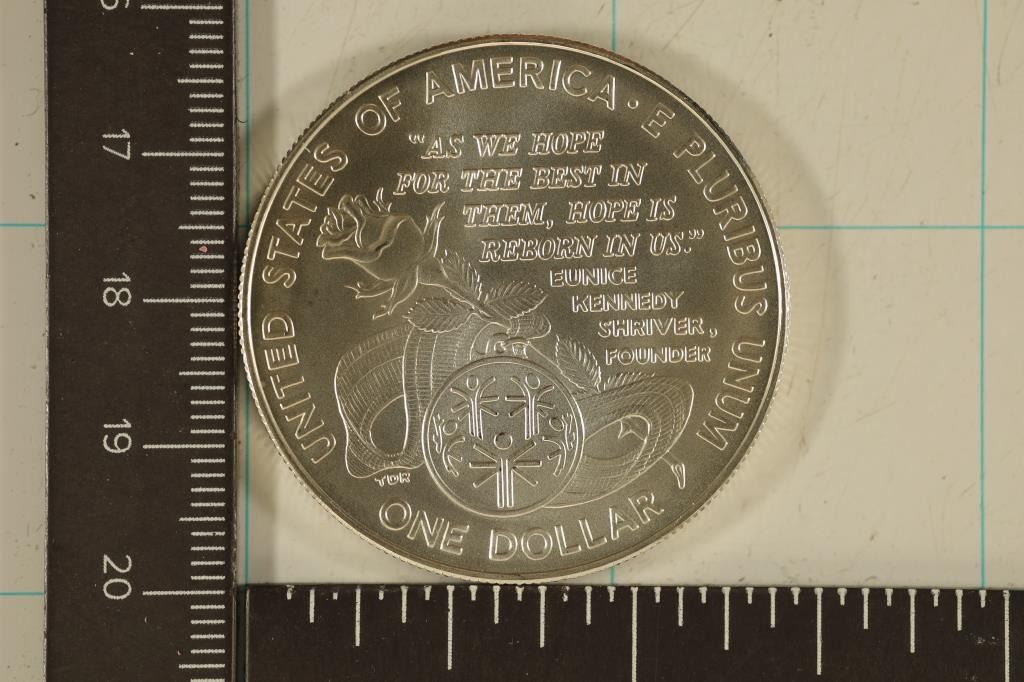 UNITED STATES OF AMERICA · E PLURIBUS UNUM
"AS WE HOPE
FOR THE BEST IN
THEM, HOPE IS
REBORN IN US."
EUNICE
KENNEDY
SHRIVER,
FOUNDER
TDR
ONE DOLLAR
17
18
19
20